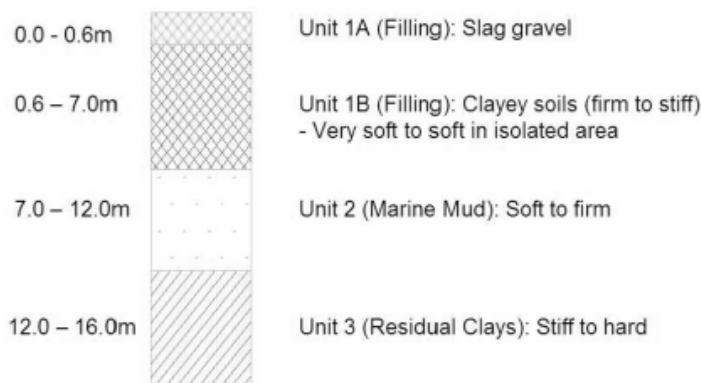 0.0 - 0.6m
Unit 1A (Filling): Slag gravel
0.6 – 7.0m
Unit 1B (Filling): Clayey soils (firm to stiff)
- Very soft to soft in isolated area
7.0 – 12.0m
Unit 2 (Marine Mud): Soft to firm
12.0 – 16.0m
Unit 3 (Residual Clays): Stiff to hard